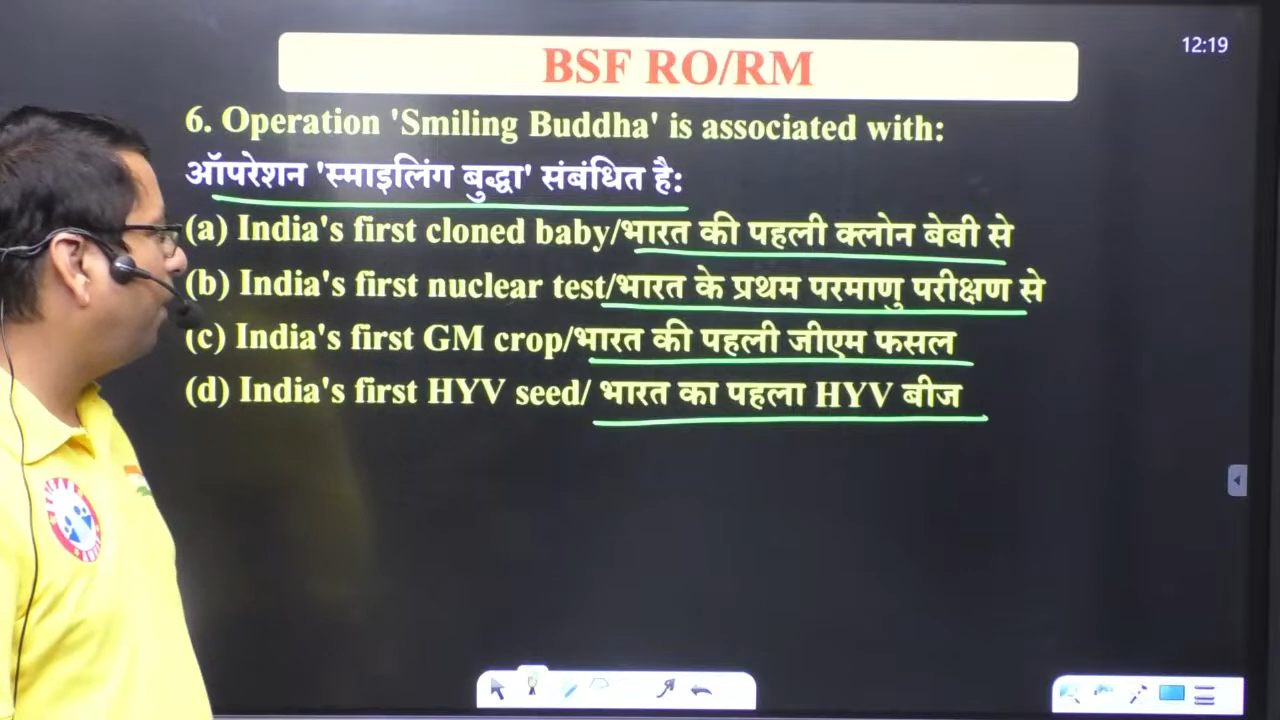 12:19
BSF RO/RM
6. Operation 'Smiling Buddha' is associated with:
ऑपरेशन 'स्माइलिंग बुद्धा' संबंधित है:
(a) India's first cloned baby/भारत की पहली क्लोन बेबी से
(b) India's first nuclear test/भारत के प्रथम परमाणु परीक्षण से
(c) India's first GM crop/भारत की पहली जीएम फसल
(d) India's first HYV seed/ भारत का पहला HYV बीज